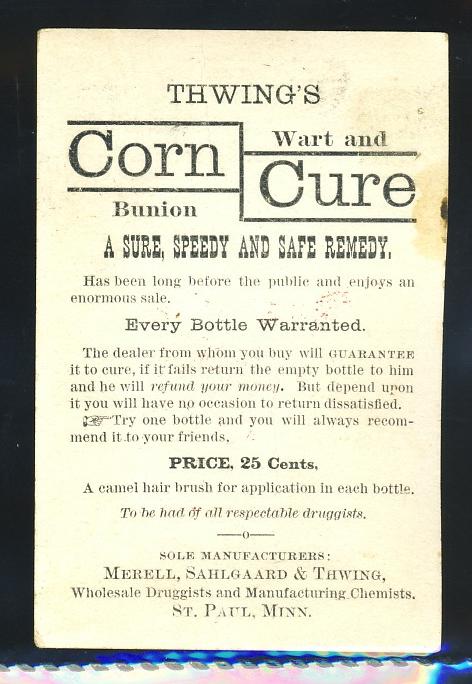 THWING'S
Corn
Wart and
Cure
Bunion
A SURE, SPEEDY AND SAFE REMEDY.
Has been long before the public and enjoys an
enormous sale.
Every Bottle Warranted.
The dealer from whom you buy will GUARANTEE
it to cure, if it fails return the empty bottle to him
and he will refund your money. But depend upon
it you will have no occasion to return dissatisfied.
☞Try one bottle and you will always recom-
mend it to your friends.
PRICE, 25 Cents.
A camel hair brush for application in each bottle.
To be had of all respectable druggists.
——o——
SOLE MANUFACTURERS:
MERELL, SAHLGAARD & THWING,
Wholesale Druggists and Manufacturing Chemists.
ST. PAUL, MINN.